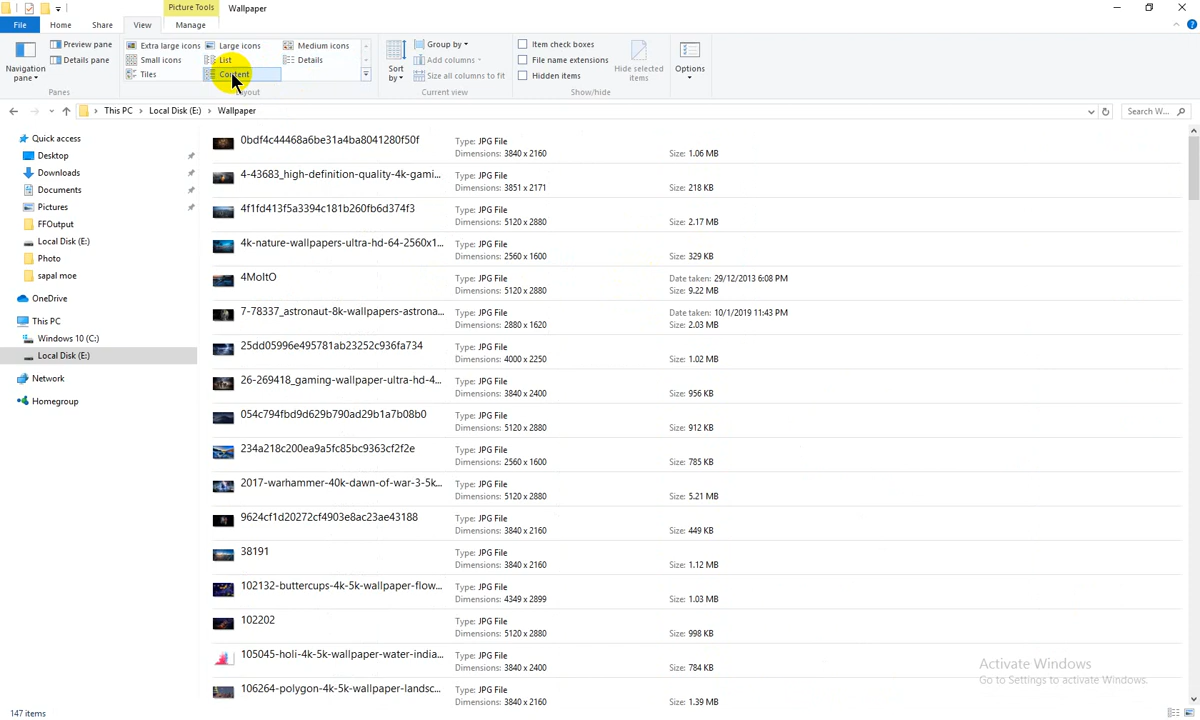 Picture Tools Wallpaper
File Home Share View Manage
Navigation pane
Preview pane
Details pane
Panes
Extra large icons Large icons Medium icons
Small icons List Details
Tiles Content
Layout
Sort by
Group by
Add columns
Size all columns to fit
Current view
Item check boxes
File name extensions
Hidden items
Hide selected items
Show/hide
Options
This PC › Local Disk (E:) › Wallpaper
Search W...
Quick access
Desktop
Downloads
Documents
Pictures
FFOutput
Local Disk (E:)
Photo
sapal moe
OneDrive
This PC
Windows 10 (C:)
Local Disk (E:)
Network
Homegroup
0bdf4c44468a6be31a4ba8041280f50f Type: JPG File
Dimensions: 3840 x 2160 Size: 1.06 MB
4-43683_high-definition-quality-4k-gami... Type: JPG File
Dimensions: 3851 x 2171 Size: 218 KB
4f1fd413f5a3394c181b260fb6d374f3 Type: JPG File
Dimensions: 5120 x 2880 Size: 2.17 MB
4k-nature-wallpapers-ultra-hd-64-2560x1... Type: JPG File
Dimensions: 2560 x 1600 Size: 329 KB
4MoltO Type: JPG File Date taken: 29/12/2013 6:08 PM
Dimensions: 5120 x 2880 Size: 9.22 MB
7-78337_astronaut-8k-wallpapers-astrona... Type: JPG File Date taken: 10/1/2019 11:43 PM
Dimensions: 2880 x 1620 Size: 2.03 MB
25dd05996e495781ab23252c936fa734 Type: JPG File
Dimensions: 4000 x 2250 Size: 1.02 MB
26-269418_gaming-wallpaper-ultra-hd-4... Type: JPG File
Dimensions: 3840 x 2400 Size: 956 KB
054c794fbd9d629b790ad29b1a7b08b0 Type: JPG File
Dimensions: 5120 x 2880 Size: 912 KB
234a218c200ea9a5fc85bc9363cf2f2e Type: JPG File
Dimensions: 2560 x 1600 Size: 785 KB
2017-warhammer-40k-dawn-of-war-3-5k... Type: JPG File
Dimensions: 5120 x 2880 Size: 5.21 MB
9624cf1d20272cf4903e8ac23ae43188 Type: JPG File
Dimensions: 3840 x 2160 Size: 449 KB
38191 Type: JPG File
Dimensions: 3840 x 2160 Size: 1.12 MB
102132-buttercups-4k-5k-wallpaper-flow... Type: JPG File
Dimensions: 4349 x 2899 Size: 1.03 MB
102202 Type: JPG File
Dimensions: 5120 x 2880 Size: 998 KB
105045-holi-4k-5k-wallpaper-water-india... Type: JPG File
Dimensions: 3840 x 2400 Size: 784 KB
106264-polygon-4k-5k-wallpaper-landsc... Type: JPG File
Dimensions: 3840 x 2160 Size: 1.39 MB
Activate Windows
Go to Settings to activate Windows.
147 items